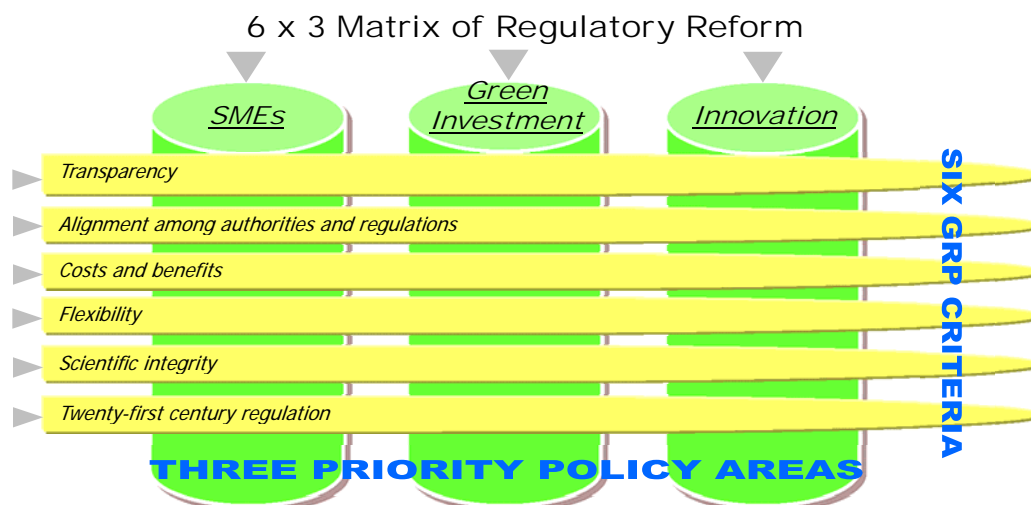 6 x 3 Matrix of Regulatory Reform
SMEs
Green
Investment
Innovation
Transparency
Alignment among authorities and regulations
Costs and benefits
Flexibility
Scientific integrity
Twenty-first century regulation
SIX GRP CRITERIA
THREE PRIORITY POLICY AREAS